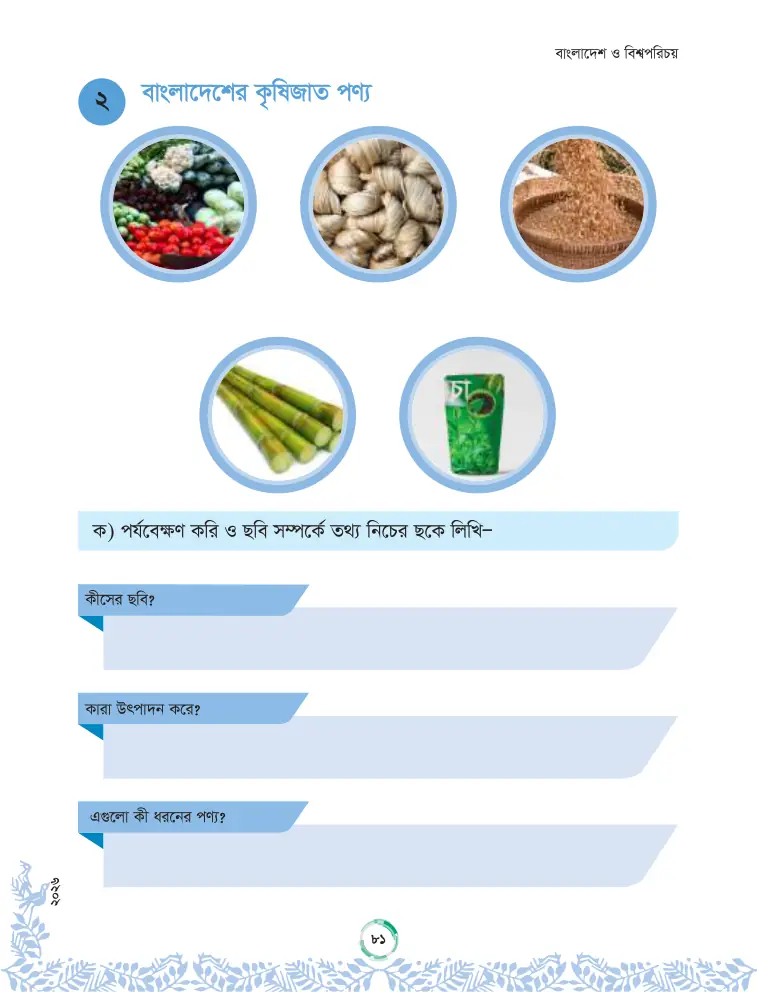 বাংলাদেশ ও বিশ্বপরিচয়
২
বাংলাদেশের কৃষিজাত পণ্য
চা
ক) পর্যবেক্ষণ করি ও ছবি সম্পর্কে তথ্য নিচের ছকে লিখি–
কীসের ছবি?
কারা উৎপাদন করে?
এগুলো কী ধরনের পণ্য?
২০২৬
৮১